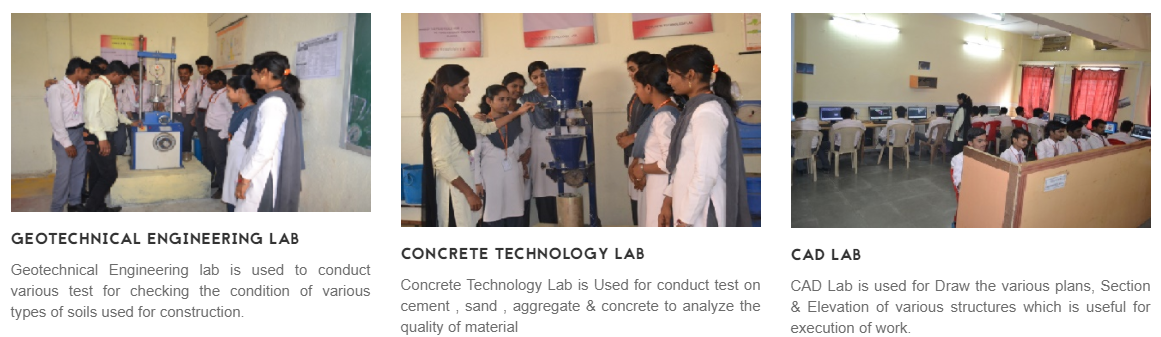 GEOTECHNICAL ENGINEERING LAB
Geotechnical Engineering lab is used to conduct
various test for checking the condition of various
types of soils used for construction.
CONCRETE TECHNOLOGY LAB
Concrete Technology Lab is Used for conduct test on
cement , sand , aggregate & concrete to analyze the
quality of material
CAD LAB
CAD Lab is used for Draw the various plans, Section
& Elevation of various structures which is useful for
execution of work.